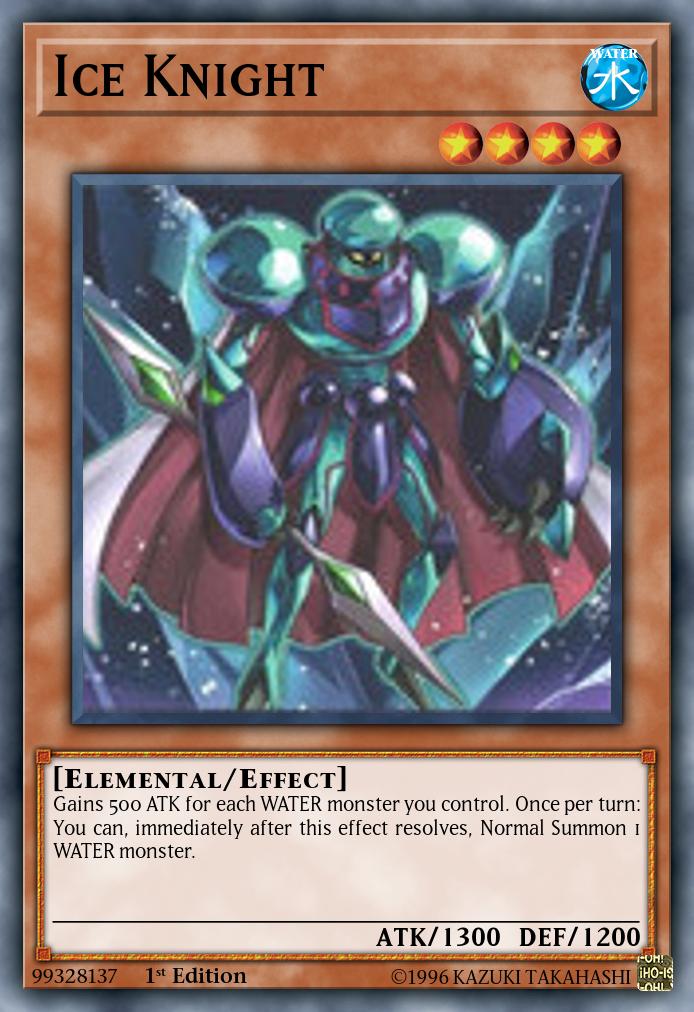 Ice Knight
WATER
水
[Elemental/Effect]
Gains 500 ATK for each WATER monster you control. Once per turn:
You can, immediately after this effect resolves, Normal Summon 1
WATER monster.
ATK/1300 DEF/1200
99328137 1st Edition ©1996 KAZUKI TAKAHASHI